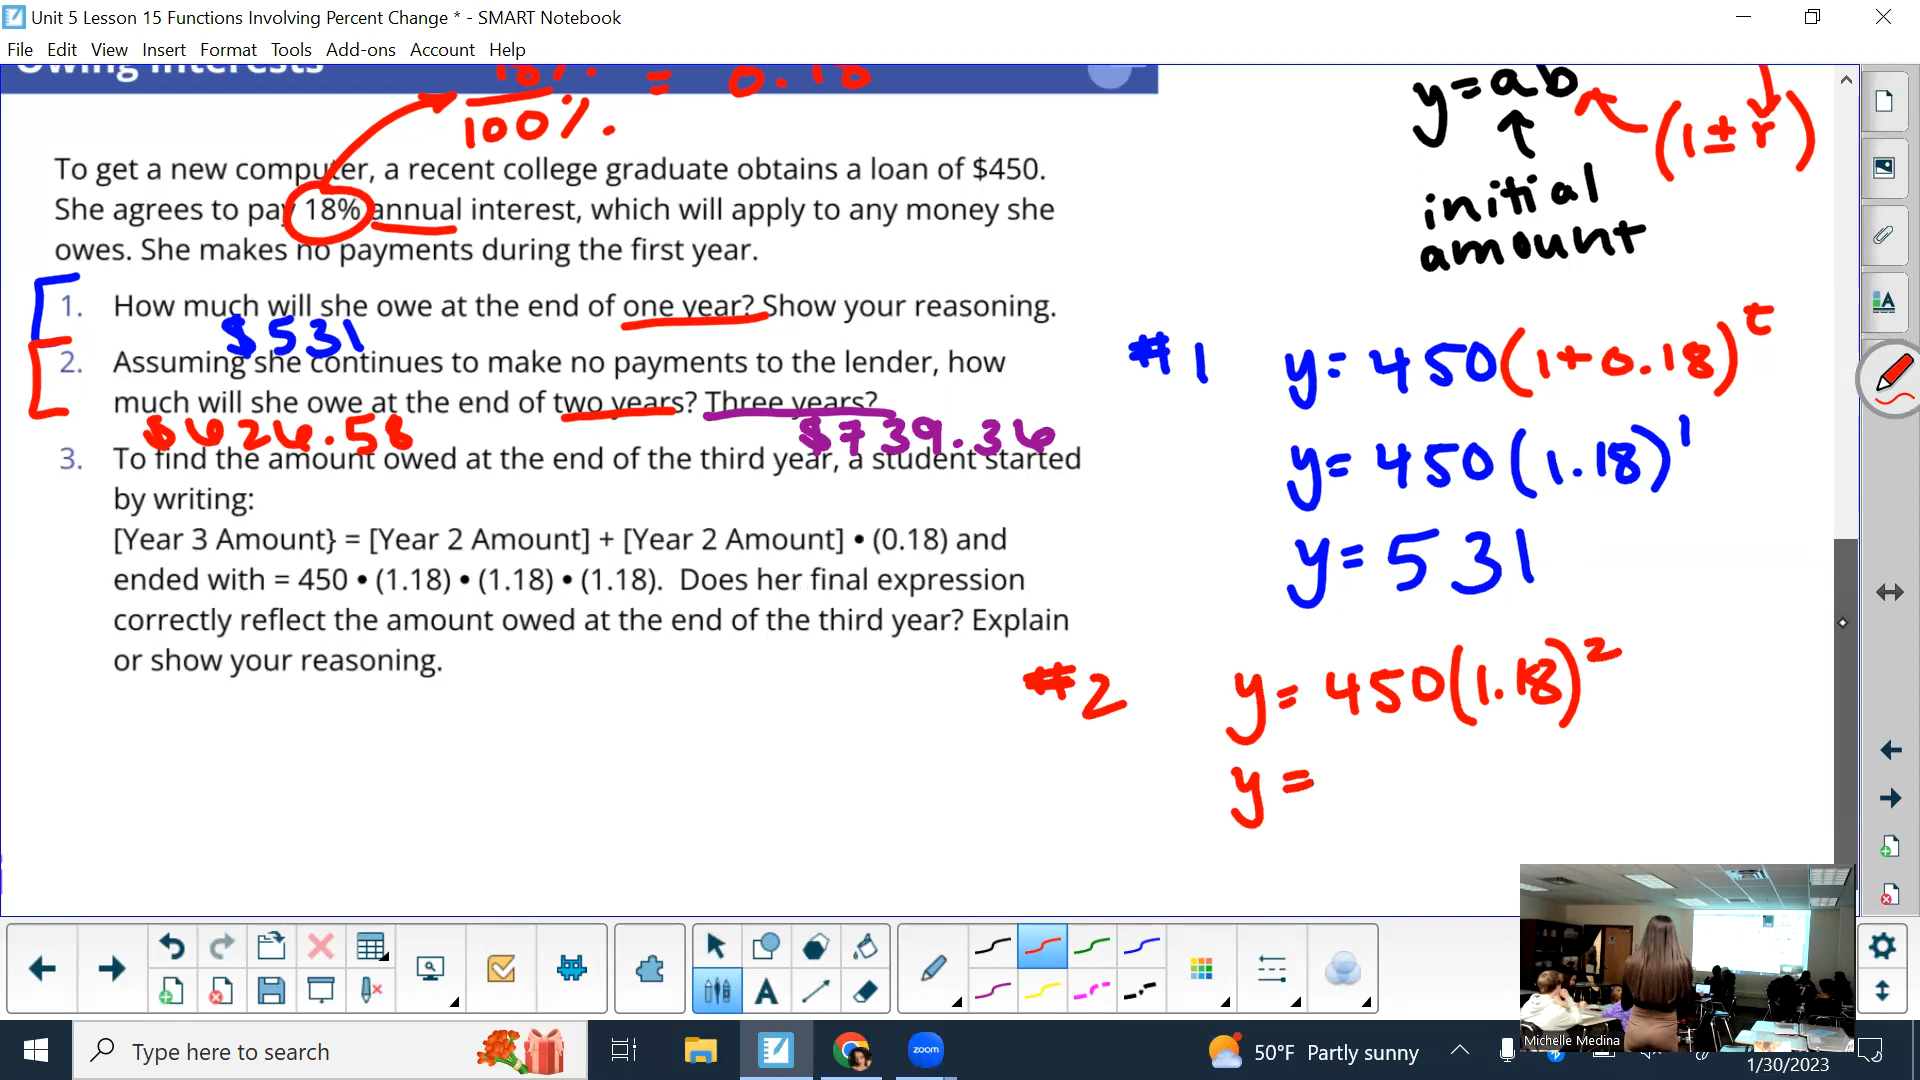 Unit 5 Lesson 15 Functions Involving Percent Change * - SMART Notebook
File Edit View Insert Format Tools Add-ons Account Help
Owing Interests
18% = 0.18
100%.
y=ab
(1±r)
initial
amount
To get a new computer, a recent college graduate obtains a loan of $450.
She agrees to pay 18% annual interest, which will apply to any money she
owes. She makes no payments during the first year.
1. How much will she owe at the end of one year? Show your reasoning.
$531
2. Assuming she continues to make no payments to the lender, how
much will she owe at the end of two years? Three years?
$626.58 $739.36
3. To find the amount owed at the end of the third year, a student started
by writing:
[Year 3 Amount} = [Year 2 Amount] + [Year 2 Amount] • (0.18) and
ended with = 450 • (1.18) • (1.18) • (1.18). Does her final expression
correctly reflect the amount owed at the end of the third year? Explain
or show your reasoning.
#1 y= 450(1+0.18)^t
y= 450(1.18)^1
y= 531
#2 y= 450(1.18)^2
y =
Michelle Medina
Type here to search
zoom
50°F Partly sunny
1/30/2023